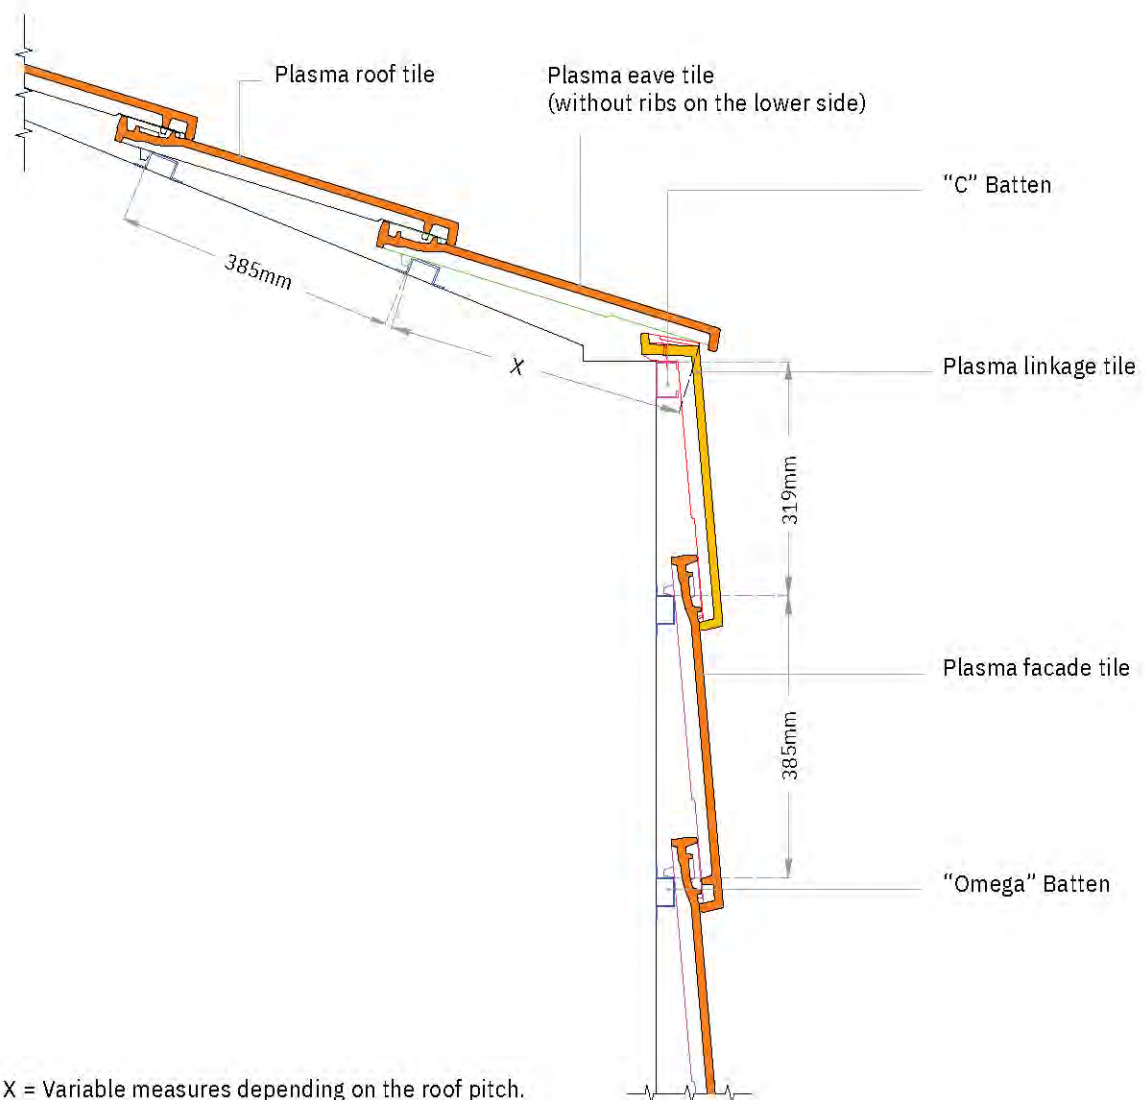 Plasma roof tile
Plasma eave tile
(without ribs on the lower side)
“C” Batten
385mm
X
Plasma linkage tile
319mm
Plasma facade tile
385mm
“Omega” Batten
X = Variable measures depending on the roof pitch.